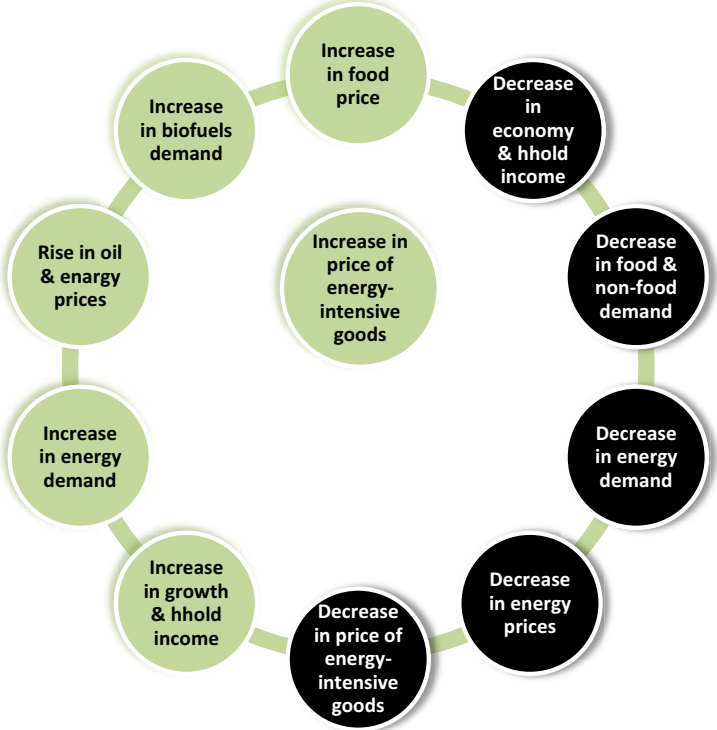 Increase
in food
price
Decrease
in
economy
& hhold
income
Decrease
in food &
non-food
demand
Decrease
in energy
demand
Decrease
in energy
prices
Decrease
in price of
energy-
intensive
goods
Increase
in growth
& hhold
income
Increase
in energy
demand
Rise in oil
& enargy
prices
Increase
in biofuels
demand
Increase in
price of
energy-
intensive
goods